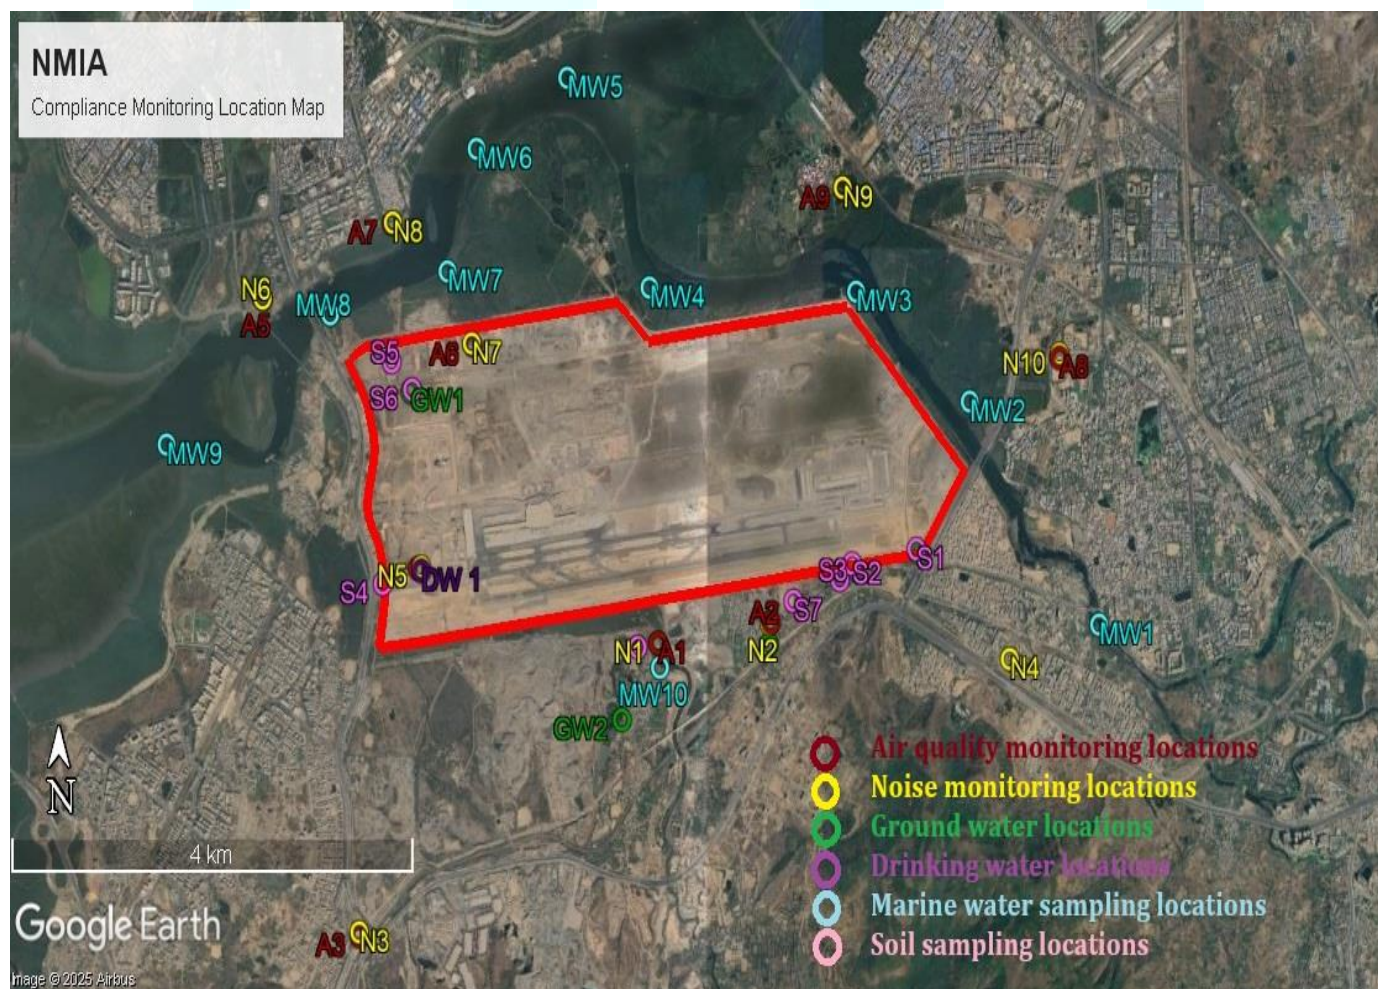 NMIA
Compliance Monitoring Location Map
MW5
MW6
A9
N9
A7
N8
MW7
N6
MW8
A5
MW4
MW3
S5
A6
N7
N10
A8
S6
GW1
MW2
MW9
S1
S3
S2
N5
DW 1
S4
A2
S7
N1
A1
N2
MW1
N4
MW10
GW2
N
4 km
Air quality monitoring locations
Noise monitoring locations
Ground water locations
Drinking water locations
Marine water sampling locations
Soil sampling locations
Google Earth
A3
N3
Image © 2025 Airbus